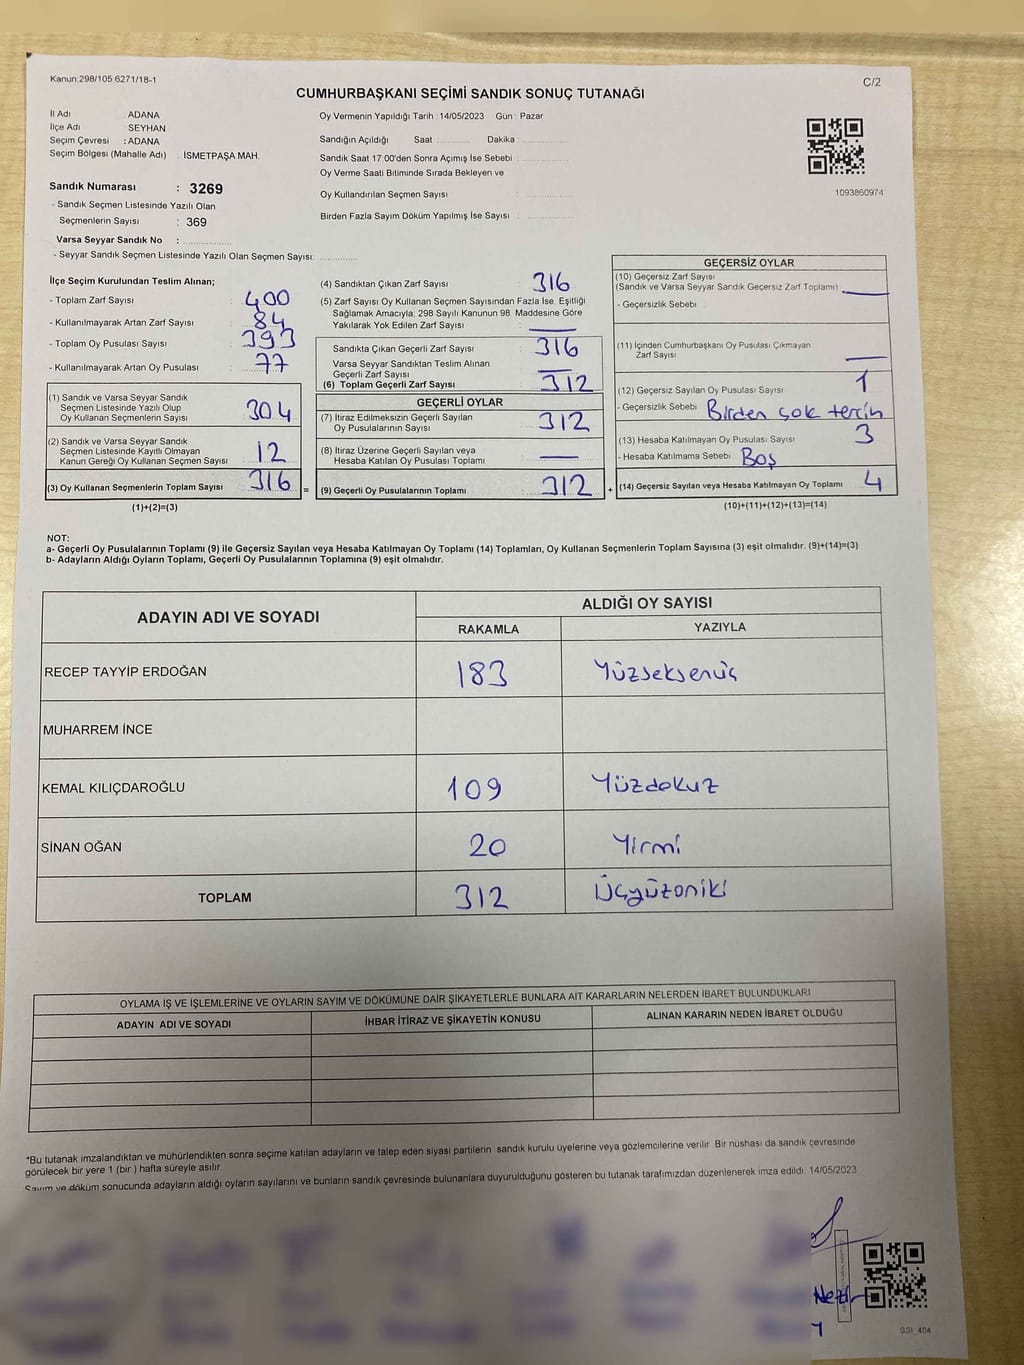 Kanun:298/105,6271/18-1
C/2
CUMHURBAŞKANI SEÇİMİ SANDIK SONUÇ TUTANAĞI
İl Adı : ADANA
İlçe Adı : SEYHAN
Seçim Çevresi : ADANA
Seçim Bölgesi (Mahalle Adı) : İSMETPAŞA MAH.
Sandık Numarası : 3269
- Sandık Seçmen Listesinde Yazılı Olan
Seçmenlerin Sayısı : 369
Varsa Seyyar Sandık No :
- Seyyar Sandık Seçmen Listesinde Yazılı Olan Seçmen Sayısı:
Oy Vermenin Yapıldığı Tarih : 14/05/2023 Gün : Pazar
Sandığın Açıldığı Saat : Dakika :
Sandık Saat 17:00'den Sonra Açımış İse Sebebi :
Oy Verme Saati Bitiminde Sırada Bekleyen ve
Oy Kullandırılan Seçmen Sayısı :
Birden Fazla Sayım Döküm Yapılmış İse Sayısı :
1093860974
İlçe Seçim Kurulundan Teslim Alınan;
- Toplam Zarf Sayısı : 400
- Kullanılmayarak Artan Zarf Sayısı : 84
- Toplam Oy Pusulası Sayısı : 393
- Kullanılmayarak Artan Oy Pusulası : 77
(1) Sandık ve Varsa Seyyar Sandık
Seçmen Listesinde Yazılı Olup
Oy Kullanan Seçmen Sayısı : 304
(2) Sandık ve Varsa Seyyar Sandık
Seçmen Listesinde Kayıtlı Olmayan
Kanun Gereği Oy Kullanan Seçmen Sayısı : 12
(3) Oy Kullanan Seçmenlerin Toplam Sayısı : 316
(1)+(2)=(3)
(4) Sandıktan Çıkan Zarf Sayısı : 316
(5) Zarf Sayısı Oy Kullanan Seçmen Sayısından Fazla İse, Eşitliği
Sağlamak Amacıyla; 298 Sayılı Kanunun 98. Maddesine Göre
Yakılarak Yok Edilen Zarf Sayısı : —
Sandıkta Çıkan Geçerli Zarf Sayısı : 316
Varsa Seyyar Sandıktan Teslim Alınan
Geçerli Zarf Sayısı : —
(6) Toplam Geçerli Zarf Sayısı : 312
GEÇERLİ OYLAR
(7) İtiraz Edilmeksizin Geçerli Sayılan
Oy Pusulalarının Sayısı : 312
(8) İtiraz Üzerine Geçerli Sayılan veya
Hesaba Katılan Oy Pusulası Toplamı : —
= (9) Geçerli Oy Pusulalarının Toplamı : 312 +
GEÇERSİZ OYLAR
(10) Geçersiz Zarf Sayısı
(Sandık ve Varsa Seyyar Sandık Geçersiz Zarf Toplamı) : —
- Geçersizlik Sebebi :
(11) İçinden Cumhurbaşkanı Oy Pusulası Çıkmayan
Zarf Sayısı : —
(12) Geçersiz Sayılan Oy Pusulası Sayısı : 1
- Geçersizlik Sebebi : Birden çok tercih
(13) Hesaba Katılmayan Oy Pusulası Sayısı : 3
- Hesaba Katılmama Sebebi : Boş
(14) Geçersiz Sayılan veya Hesaba Katılmayan Oy Toplamı : 4
(10)+(11)+(12)+(13)=(14)
NOT:
a- Geçerli Oy Pusulalarının Toplamı (9) ile Geçersiz Sayılan veya Hesaba Katılmayan Oy Toplamı (14) Toplamları, Oy Kullanan Seçmenlerin Toplam Sayısına (3) eşit olmalıdır. (9)+(14)=(3)
b- Adayların Aldığı Oyların Toplamı, Geçerli Oy Pusulalarının Toplamına (9) eşit olmalıdır.
ADAYIN ADI VE SOYADI
ALDIĞI OY SAYISI
RAKAMLA YAZIYLA
RECEP TAYYİP ERDOĞAN 183 Yüzseksenüç
MUHARREM İNCE
KEMAL KILIÇDAROĞLU 109 Yüzdokuz
SİNAN OĞAN 20 Yirmi
TOPLAM 312 Üçyüzoniki
OYLAMA İŞ VE İŞLEMLERİNE VE OYLARIN SAYIM VE DÖKÜMÜNE DAİR ŞİKAYETLERLE BUNLARA AİT KARARLARIN NELERDEN İBARET BULUNDUKLARI
ADAYIN ADI VE SOYADI İHBAR İTİRAZ VE ŞİKAYETİN KONUSU ALINAN KARARIN NEDEN İBARET OLDUĞU
*Bu tutanak imzalandıktan ve mühürlendikten sonra seçime katılan adayların ve talep eden siyasi partilerin sandık kurulu üyelerine veya gözlemcilerine verilir. Bir nüshası da sandık çevresinde
görülecek bir yere 1 (bir ) hafta süreyle asılır.
Sayım ve döküm sonucunda adayların aldığı oyların sayılarını ve bunların sandık çevresinde bulunanlara duyurulduğunu gösteren bu tutanak tarafımızdan düzenlenerek imza edildi. 14/05/2023